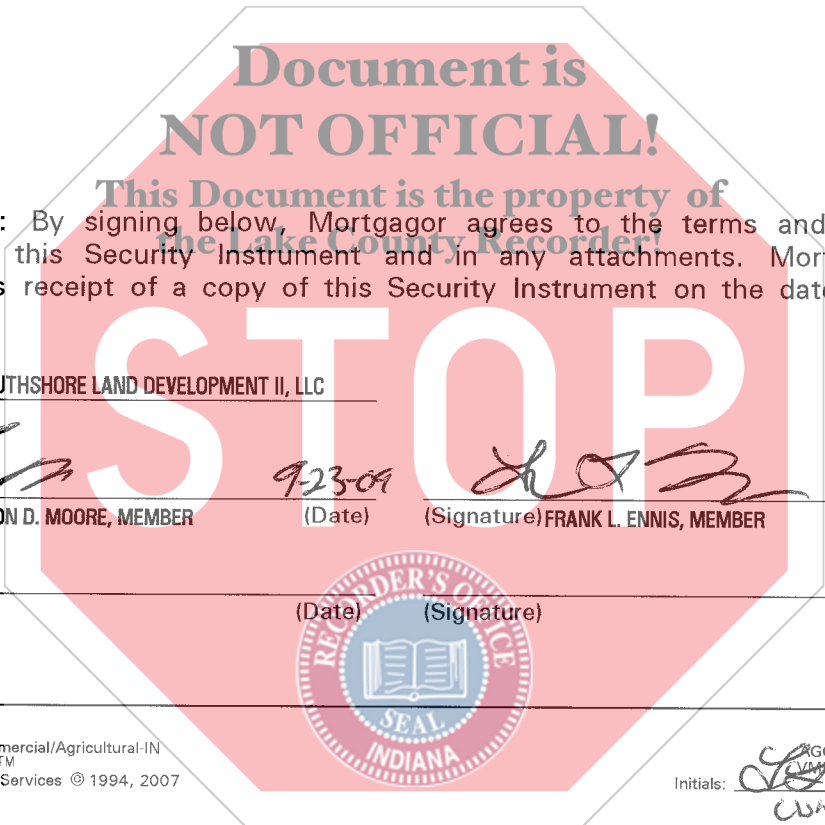 Document is
NOT OFFICIAL!
This Document is the property of
the Lake County Recorder!
: By signing below, Mortgagor agrees to the terms and
this Security Instrument and in any attachments. Mort
s receipt of a copy of this Security Instrument on the date
STOP
UTHSHORE LAND DEVELOPMENT II, LLC
9-23-09
ON D. MOORE, MEMBER (Date) (Signature) FRANK L. ENNIS, MEMBER
(Date) (Signature)
RECORDER'S OFFICE
SEAL
INDIANA
mercial/Agricultural-IN
TM
Services © 1994, 2007
Initials: